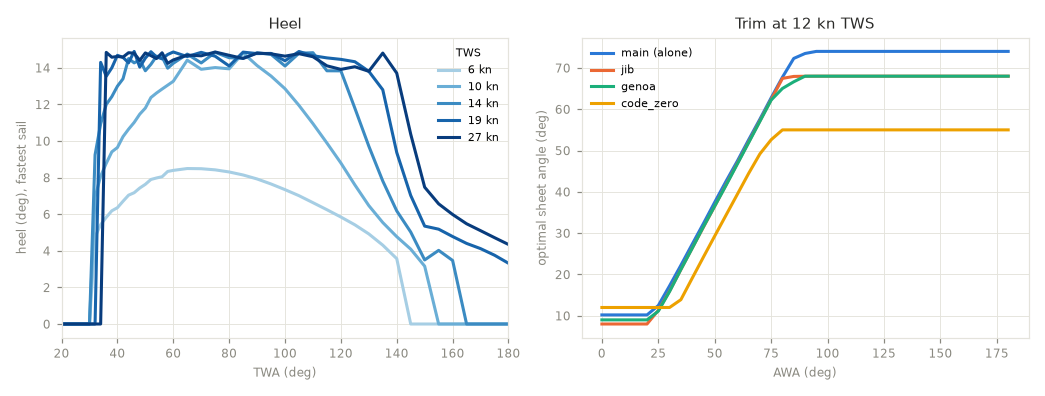 Heel
heel (deg), fastest sail
14
12
10
8
6
4
2
0
20 40 60 80 100 120 140 160 180
TWA (deg)
TWS
6 kn
10 kn
14 kn
19 kn
27 kn
Trim at 12 kn TWS
optimal sheet angle (deg)
70
60
50
40
30
20
10
0 25 50 75 100 125 150 175
AWA (deg)
main (alone)
jib
genoa
code_zero